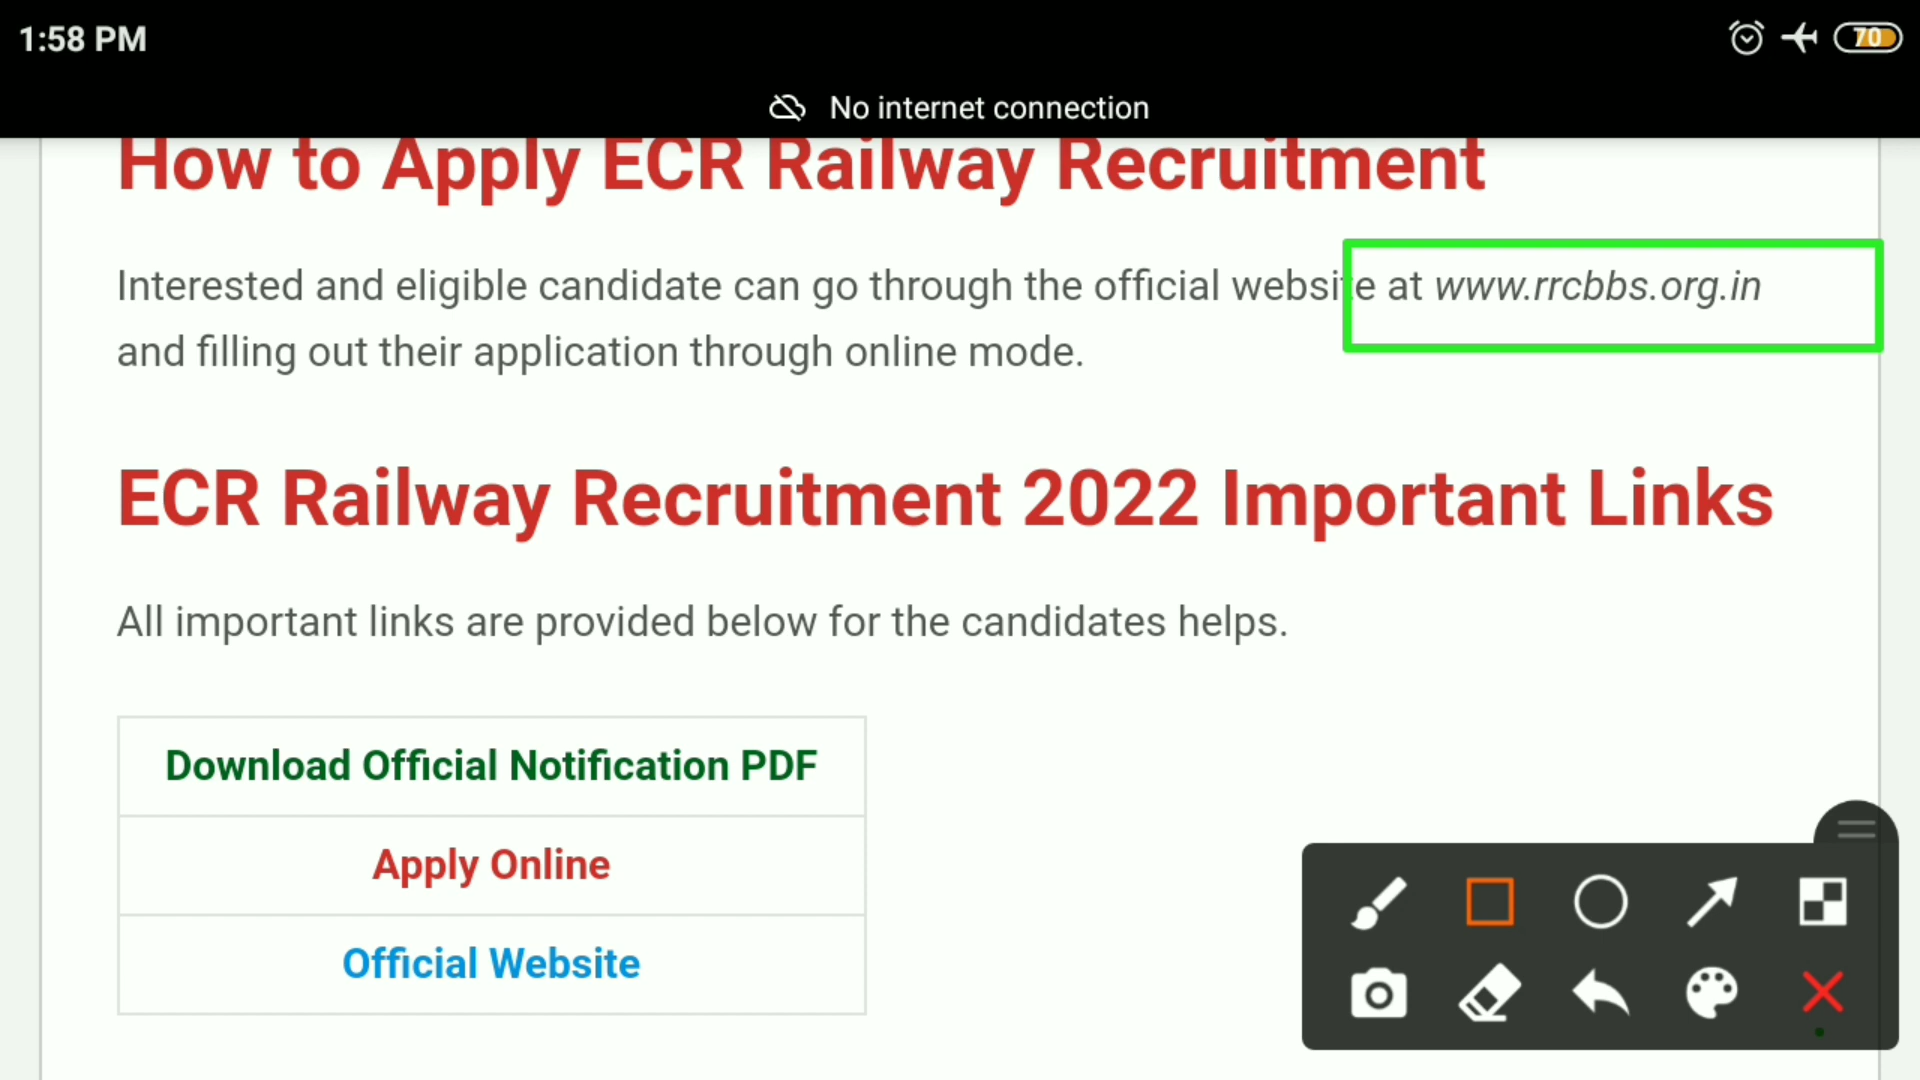 1:58 PM
70
No internet connection
How to Apply ECR Railway Recruitment
Interested and eligible candidate can go through the official website at www.rrcbbs.org.in
and filling out their application through online mode.
ECR Railway Recruitment 2022 Important Links
All important links are provided below for the candidates helps.
Download Official Notification PDF
Apply Online
Official Website